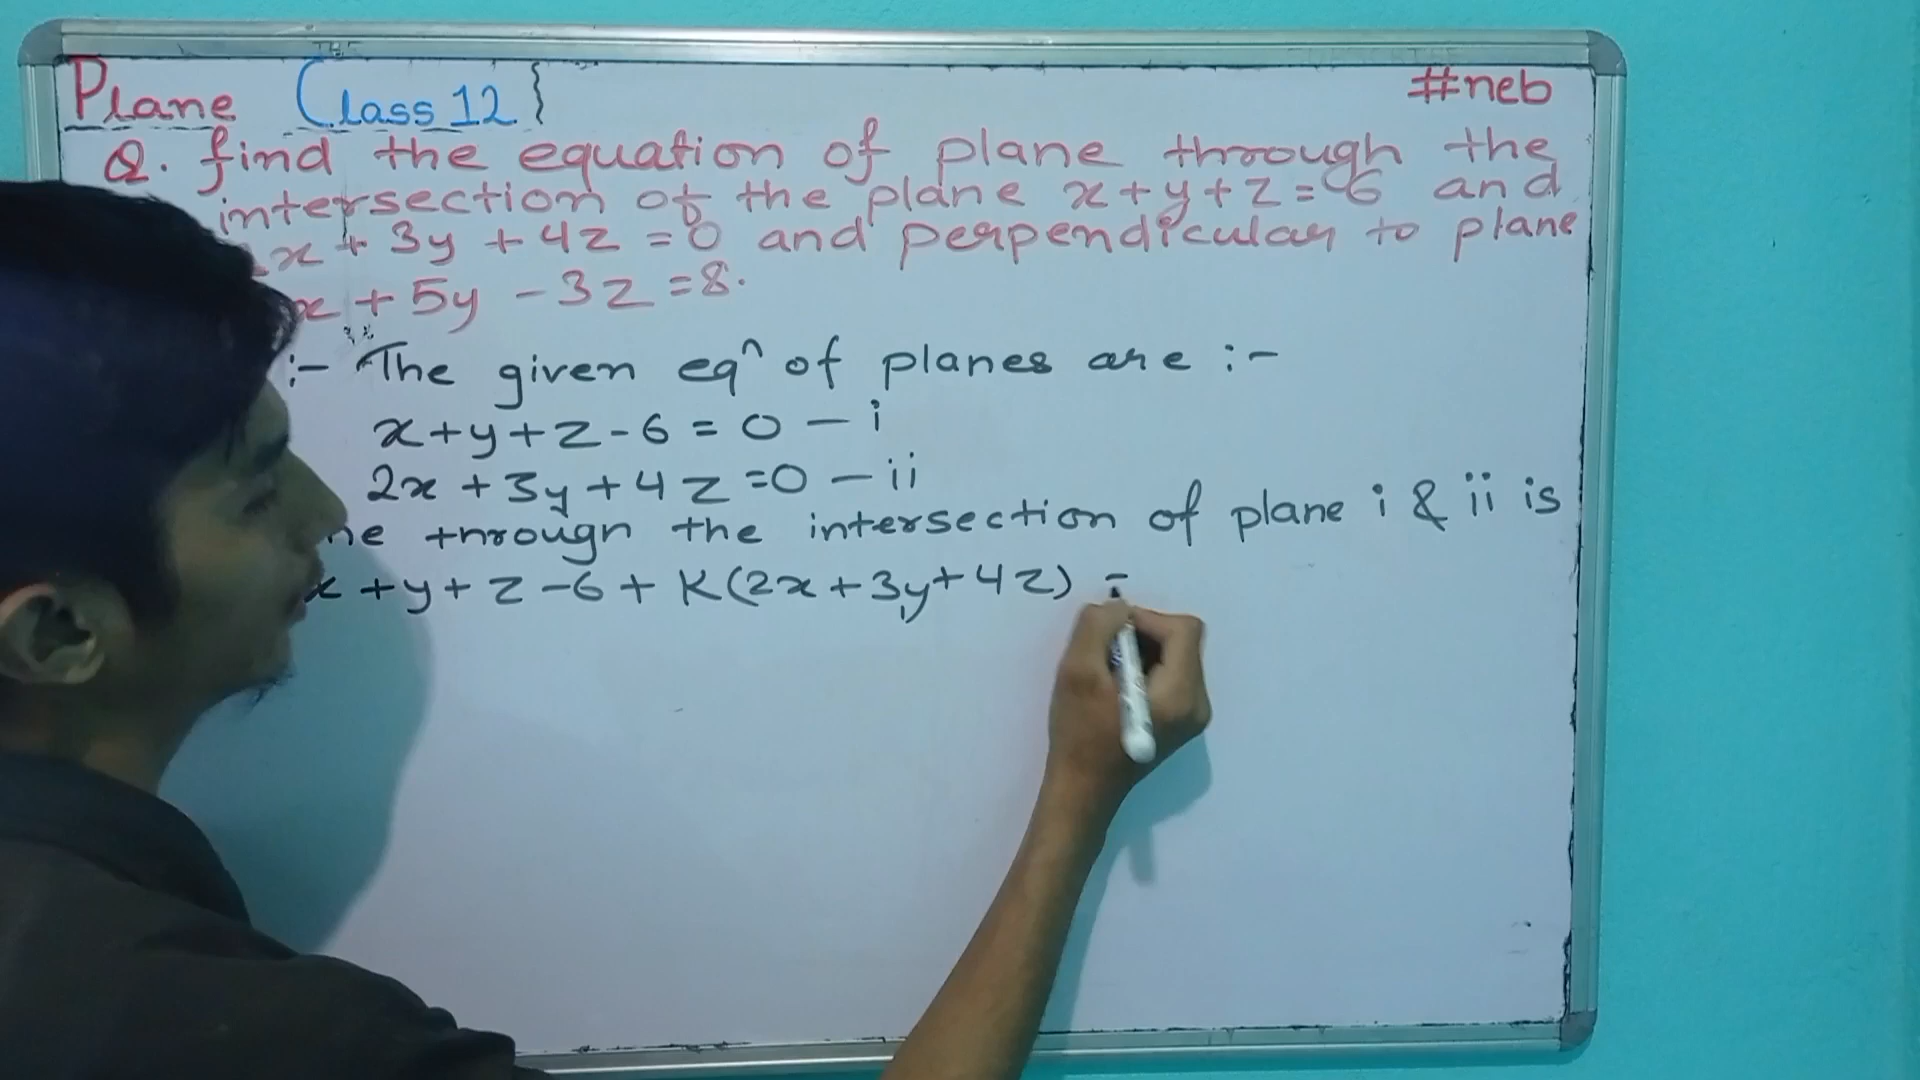 Plane Class 12 }
#neb
Q. find the equation of plane through the
intersection of the plane x + y + z = 6 and
x + 3y + 4z = 0 and perpendicular to plane
x + 5y - 3z = 8.
:- The given eqⁿ of planes are :-
x + y + z - 6 = 0 - i
2x + 3y + 4z = 0 - ii
through the intersection of plane i & ii is
x + y + z - 6 + K(2x + 3y + 4z) =